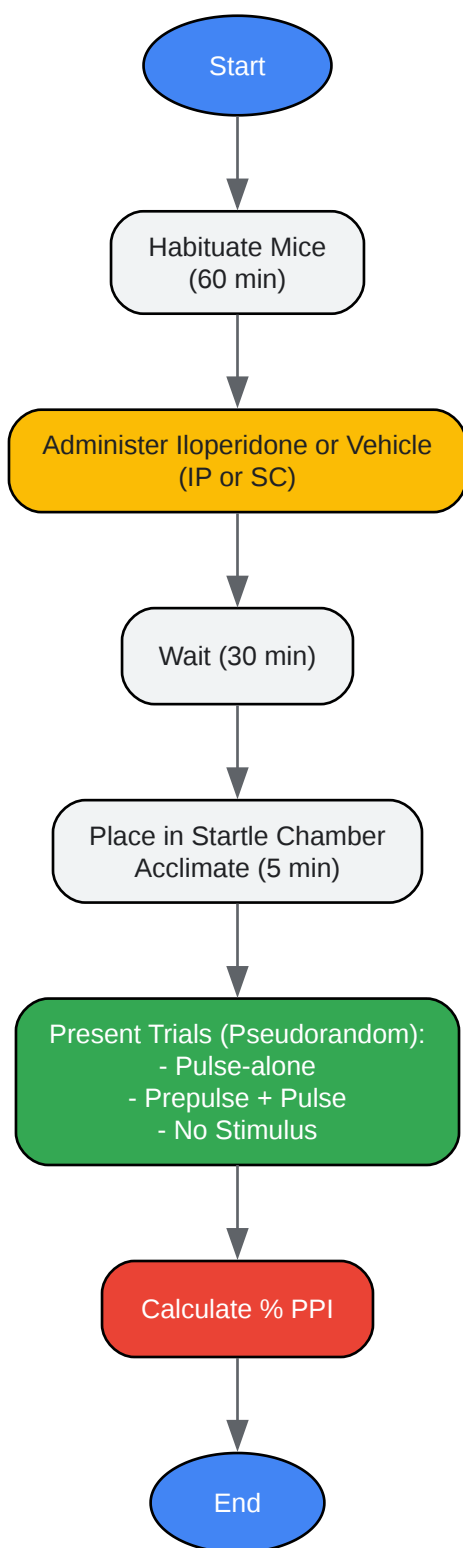 Start
Habituate Mice
(60 min)
Administer Iloperidone or Vehicle
(IP or SC)
Wait (30 min)
Place in Startle Chamber
Acclimate (5 min)
Present Trials (Pseudorandom):
- Pulse-alone
- Prepulse + Pulse
- No Stimulus
Calculate % PPI
End